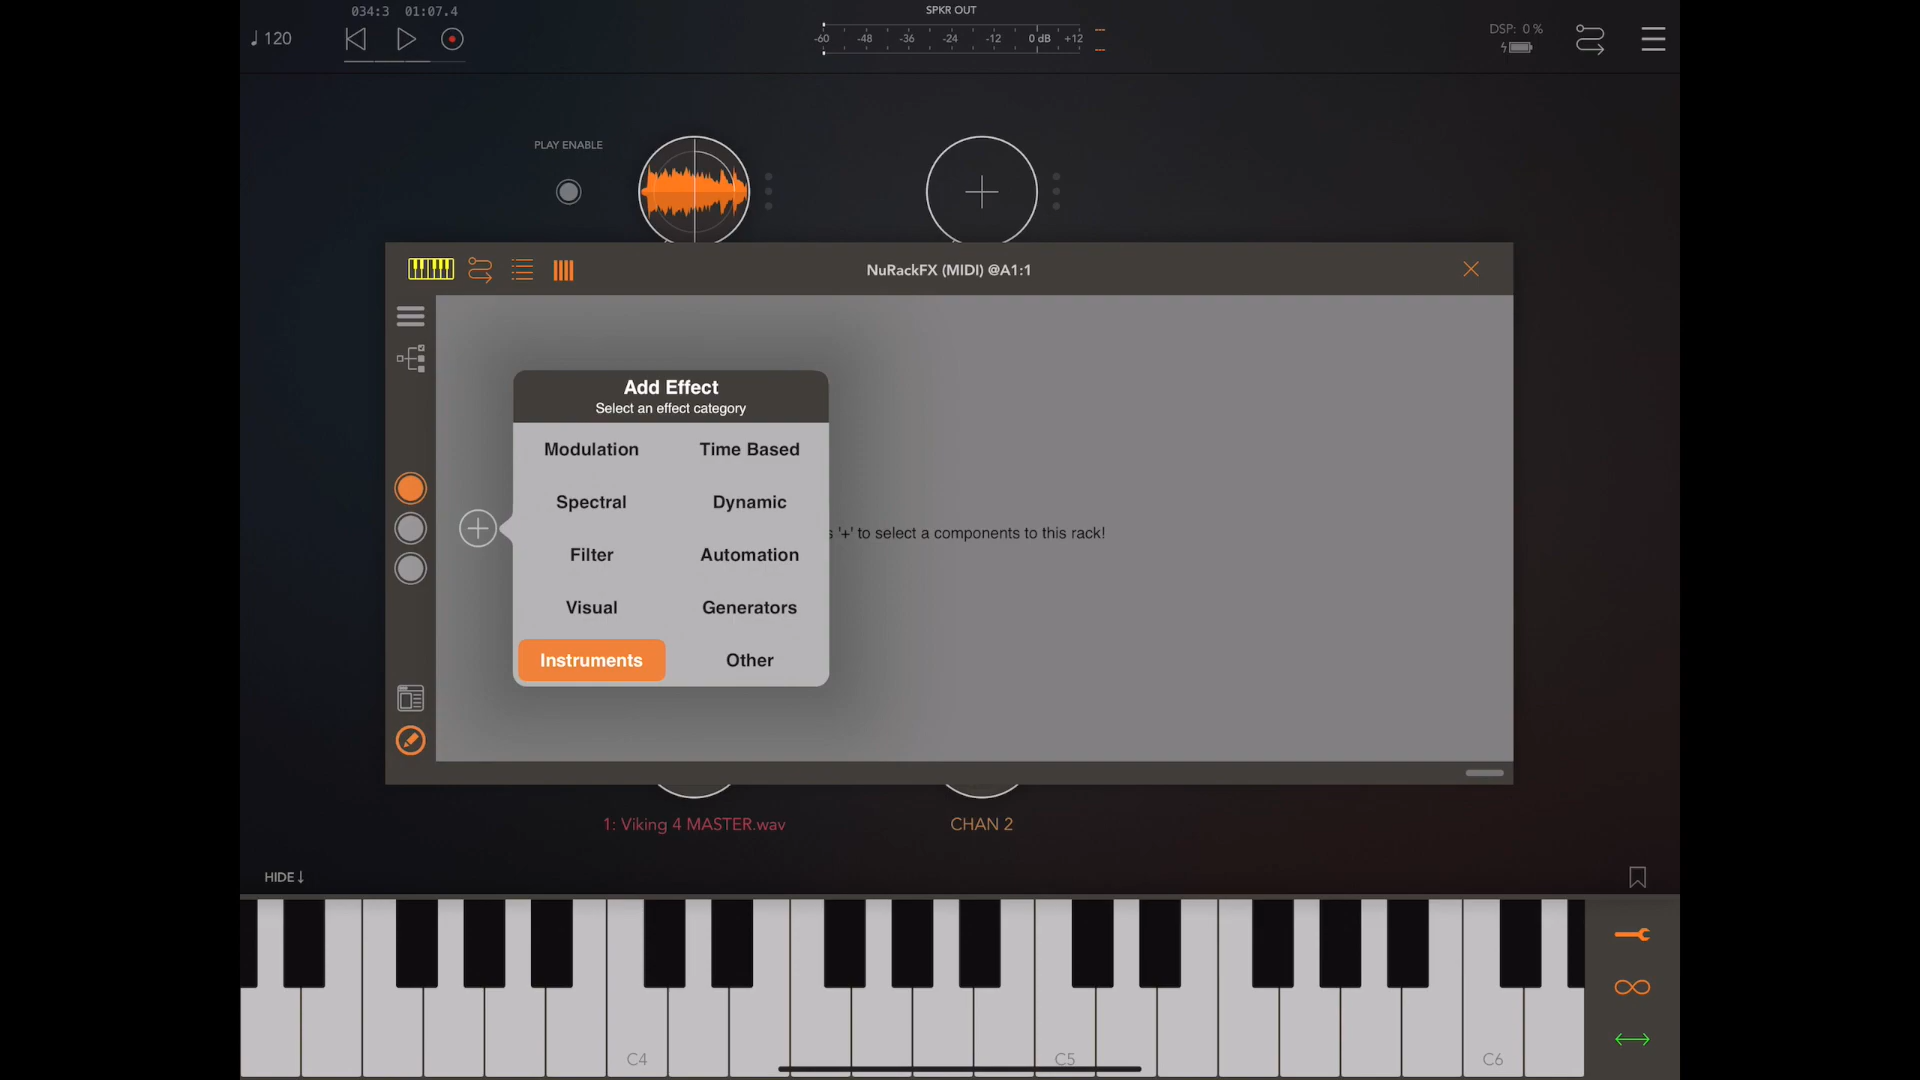 034:3 01:07.4
SPKR OUT
♩120
-60 -48 -36 -24 -12 0 dB +12
DSP: 0 %
PLAY ENABLE
NuRackFX (MIDI) @A1:1
Add Effect
Select an effect category
Modulation Time Based
Spectral Dynamic
'+' to select a components to this rack!
Filter Automation
Visual Generators
Instruments Other
1: Viking 4 MASTER.wav
CHAN 2
HIDE↓
C4 C5 C6